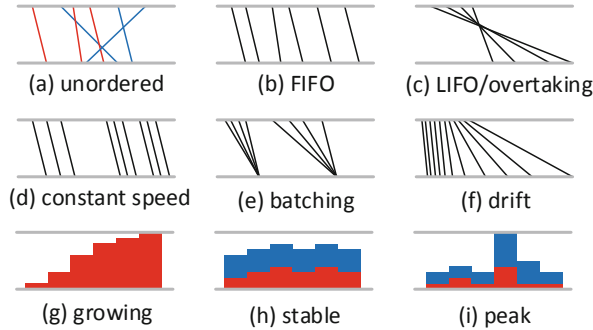 (a) unordered
(b) FIFO
(c) LIFO/overtaking
(d) constant speed
(e) batching
(f) drift
(g) growing
(h) stable
(i) peak